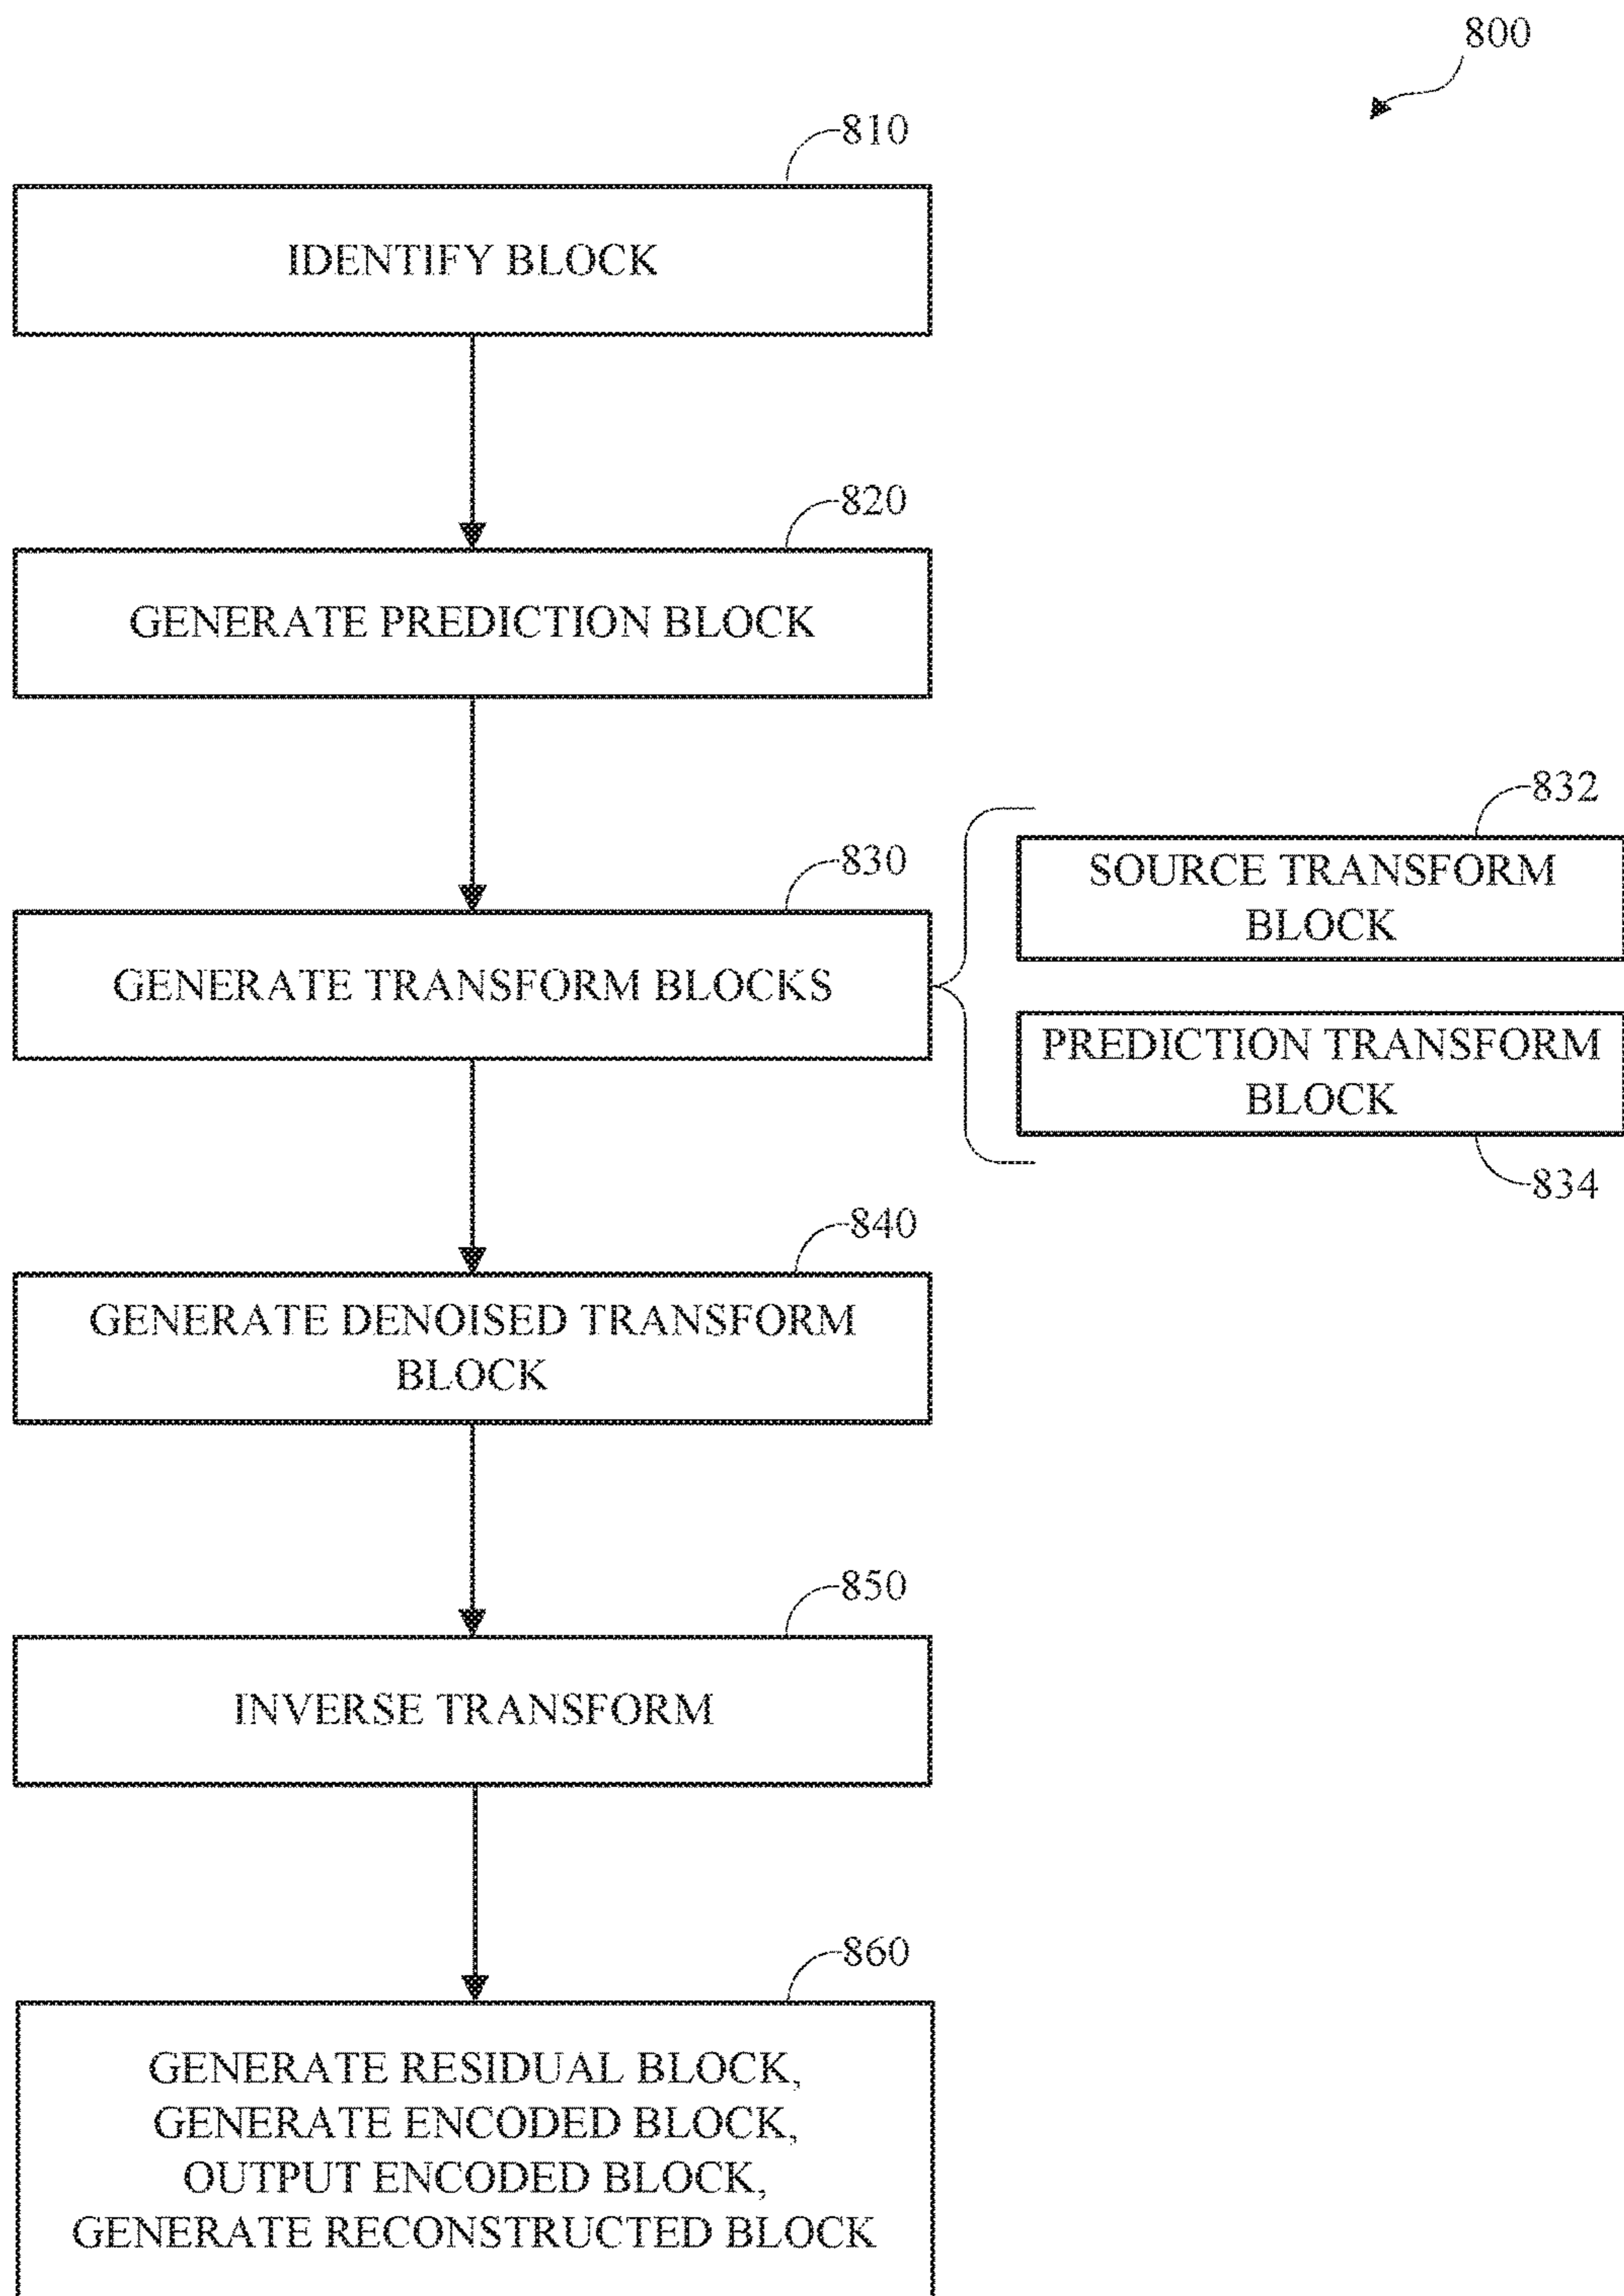 800
810
IDENTIFY BLOCK
820
GENERATE PREDICTION BLOCK
830
GENERATE TRANSFORM BLOCKS
832
SOURCE TRANSFORM
BLOCK
PREDICTION TRANSFORM
BLOCK
834
840
GENERATE DENOISED TRANSFORM
BLOCK
850
INVERSE TRANSFORM
860
GENERATE RESIDUAL BLOCK,
GENERATE ENCODED BLOCK,
OUTPUT ENCODED BLOCK,
GENERATE RECONSTRUCTED BLOCK